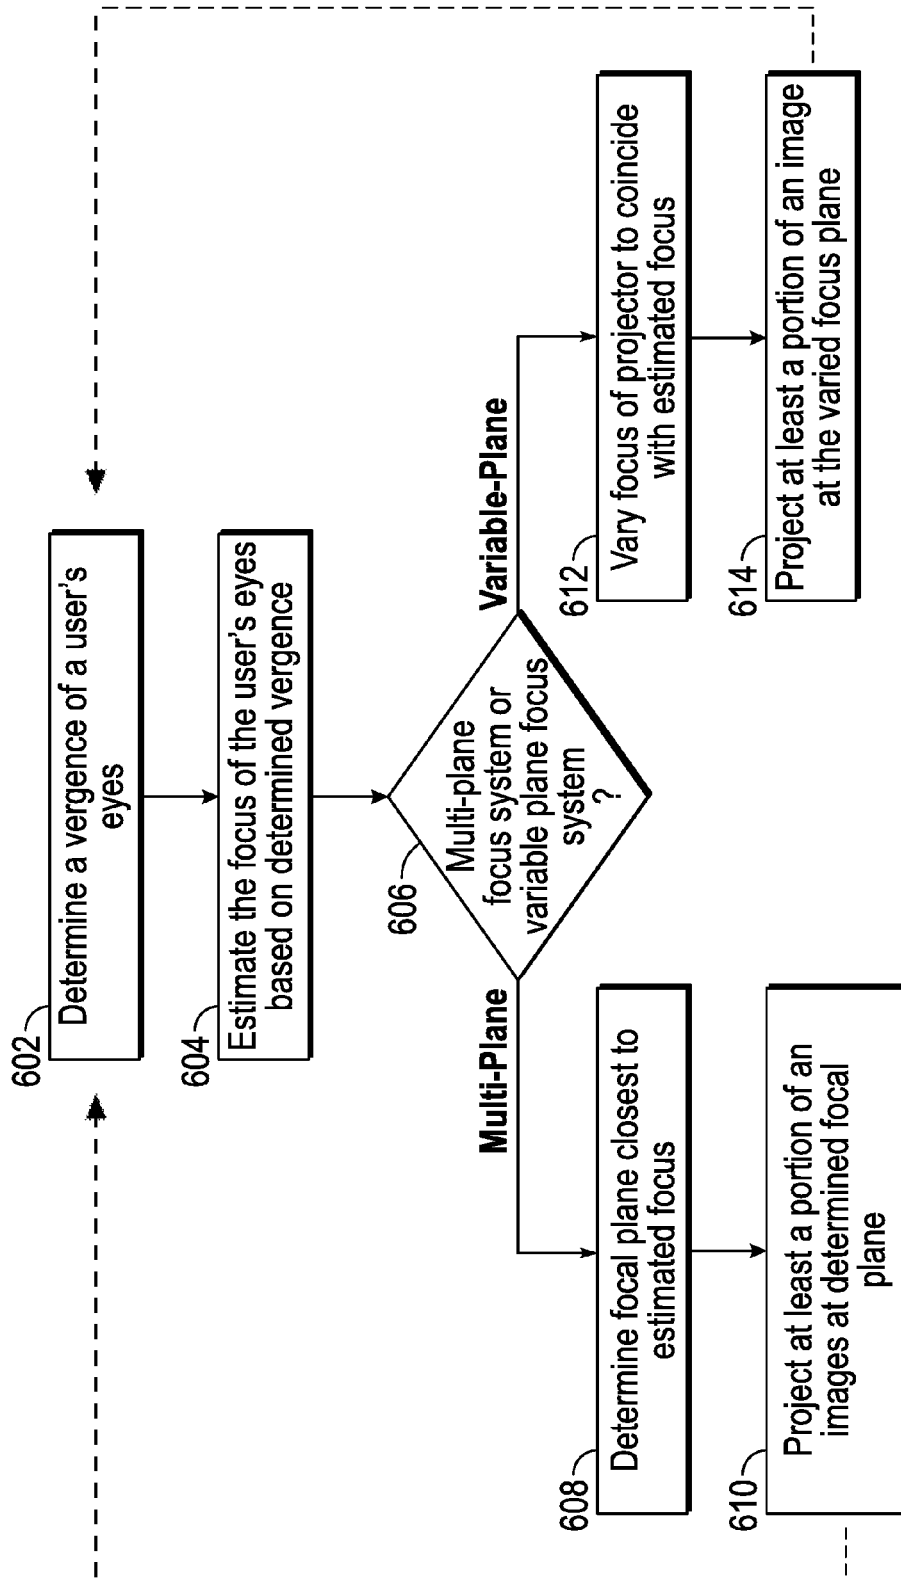 602
Determine a vergence of a user's
eyes
604
Estimate the focus of the user's eyes
based on determined vergence
606
Multi-plane
focus system or
variable plane focus
system
?
Multi-Plane
Variable-Plane
608
Determine focal plane closest to
estimated focus
610
Project at least a portion of an
images at determined focal
plane
612
Vary focus of projector to coincide
with estimated focus
614
Project at least a portion of an image
at the varied focus plane